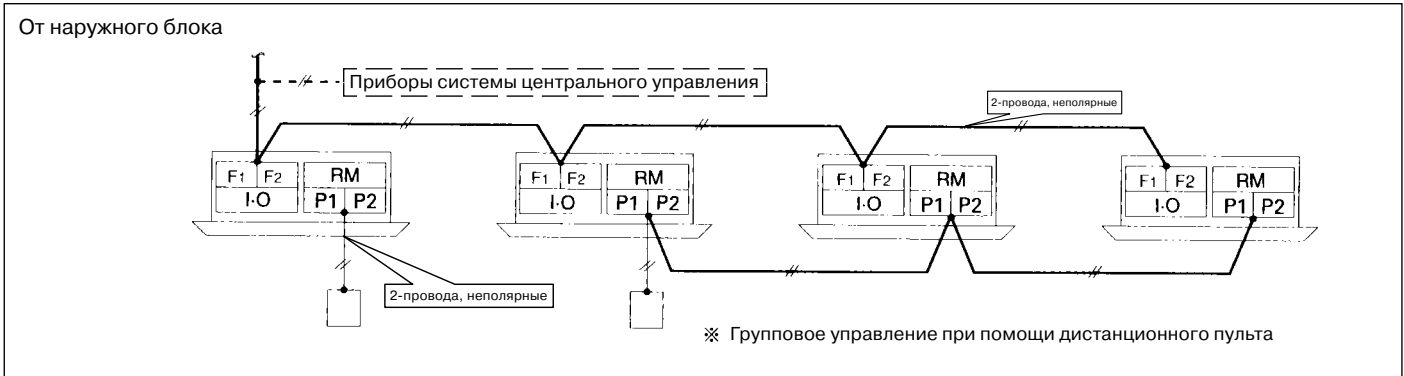 От наружного блока
Приборы системы центрального управления
2-провода, неполярные
F1 F2 RM F1 F2 RM F1 F2 RM F1 F2 RM
I·O P1 P2 I·O P1 P2 I·O P1 P2 I·O P1 P2
2-провода, неполярные
※ Групповое управление при помощи дистанционного пульта